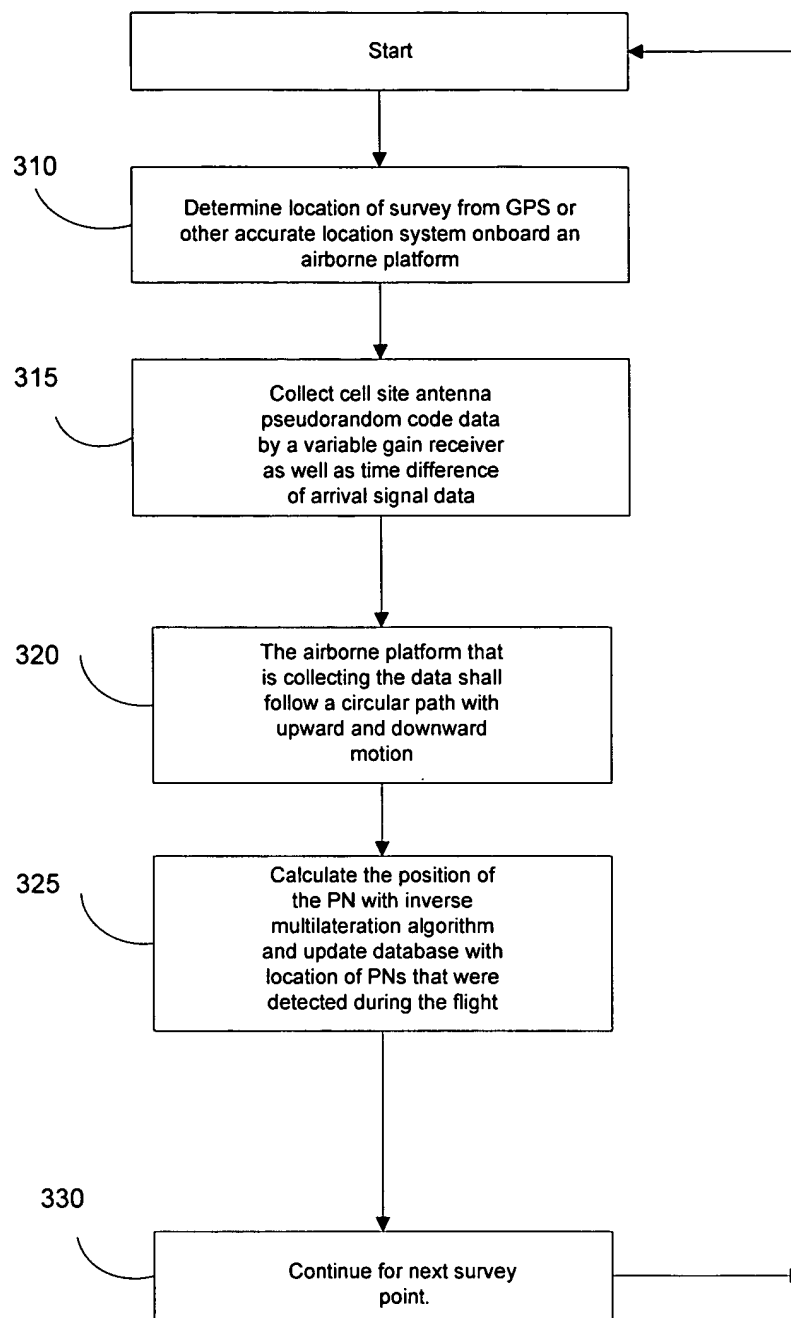 Start
310
Determine location of survey from GPS or
other accurate location system onboard an
airborne platform
315
Collect cell site antenna
pseudorandom code data
by a variable gain receiver
as well as time difference
of arrival signal data
320
The airborne platform that
is collecting the data shall
follow a circular path with
upward and downward
motion
325
Calculate the position of
the PN with inverse
multilateration algorithm
and update database with
location of PNs that were
detected during the flight
330
Continue for next survey
point.